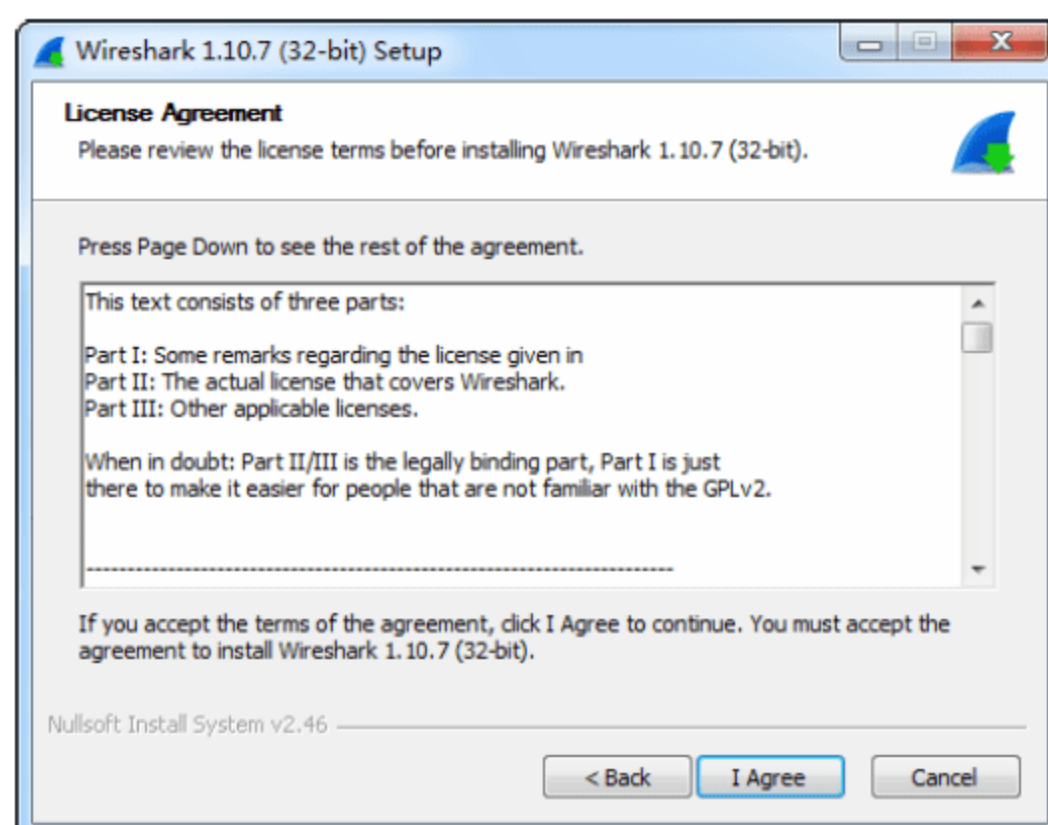 Wireshark 1.10.7 (32-bit) Setup
License Agreement
Please review the license terms before installing Wireshark 1.10.7 (32-bit).
Press Page Down to see the rest of the agreement.
This text consists of three parts:
Part I: Some remarks regarding the license given in
Part II: The actual license that covers Wireshark.
Part III: Other applicable licenses.
When in doubt: Part II/III is the legally binding part, Part I is just
there to make it easier for people that are not familiar with the GPLv2.
------------------------------------------------------------------------
If you accept the terms of the agreement, click I Agree to continue. You must accept the
agreement to install Wireshark 1.10.7 (32-bit).
Nullsoft Install System v2.46
< Back I Agree Cancel